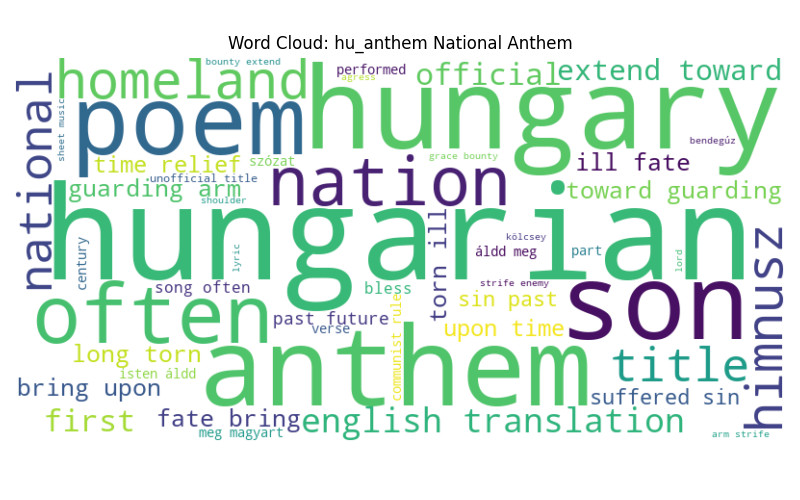 Word Cloud: hu_anthem National Anthem
bounty extend
homeland
performed
agress
official
extend toward
national
sheet music
poem
hungary
bendegúz
time relief
szózat
grace bounty
ill fate
unofficial title
nation
guarding arm
shoulder
toward guarding
hungarian
century
lyric
torn ill
kölcsey
áldd meg
part
lord
himnusz
song often
bless
strife enemy
son
often
sin past
past future
verse
communist rule
upon time
anthem
long torn
isten áldd
title
bring upon
suffered sin
first
fate bring
english translation
meg magyart
arm strife